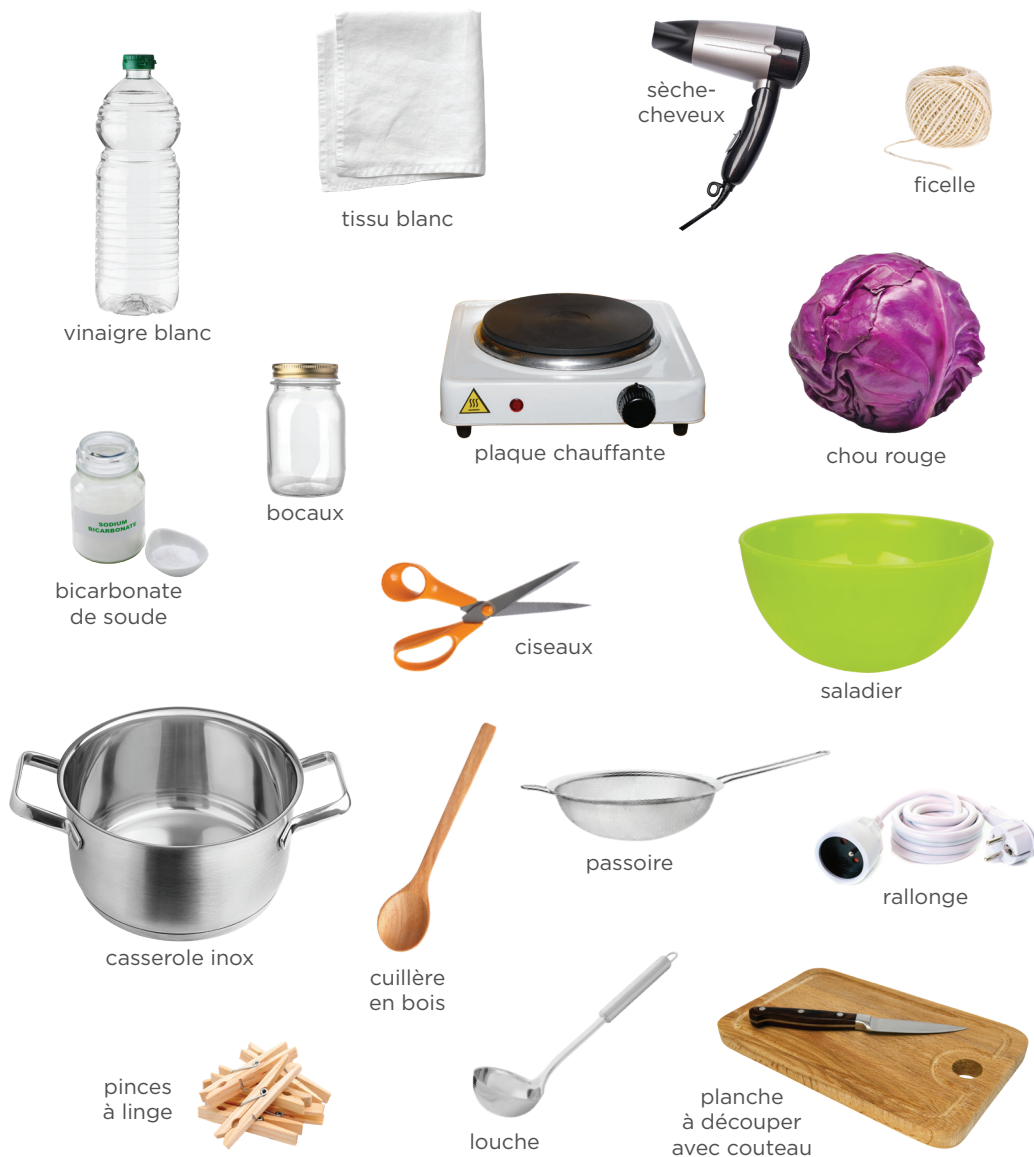 sèche-
cheveux
ficelle
tissu blanc
vinaigre blanc
plaque chauffante
chou rouge
bocaux
SODIUM
BICARBONATE
bicarbonate
de soude
ciseaux
saladier
passoire
rallonge
casserole inox
cuillère
en bois
pinces
à linge
louche
planche
à découper
avec couteau